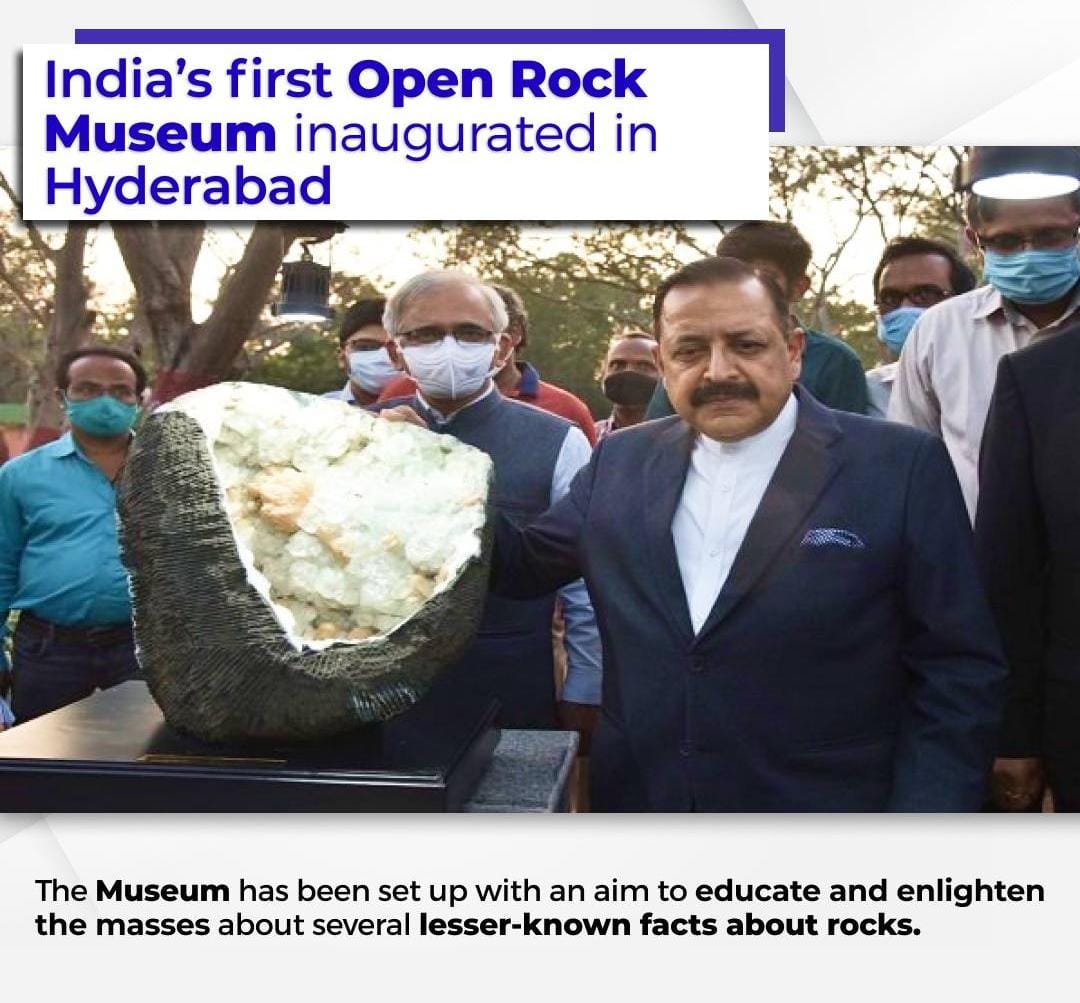 India’s first Open Rock
Museum inaugurated in
Hyderabad
The Museum has been set up with an aim to educate and enlighten
the masses about several lesser-known facts about rocks.